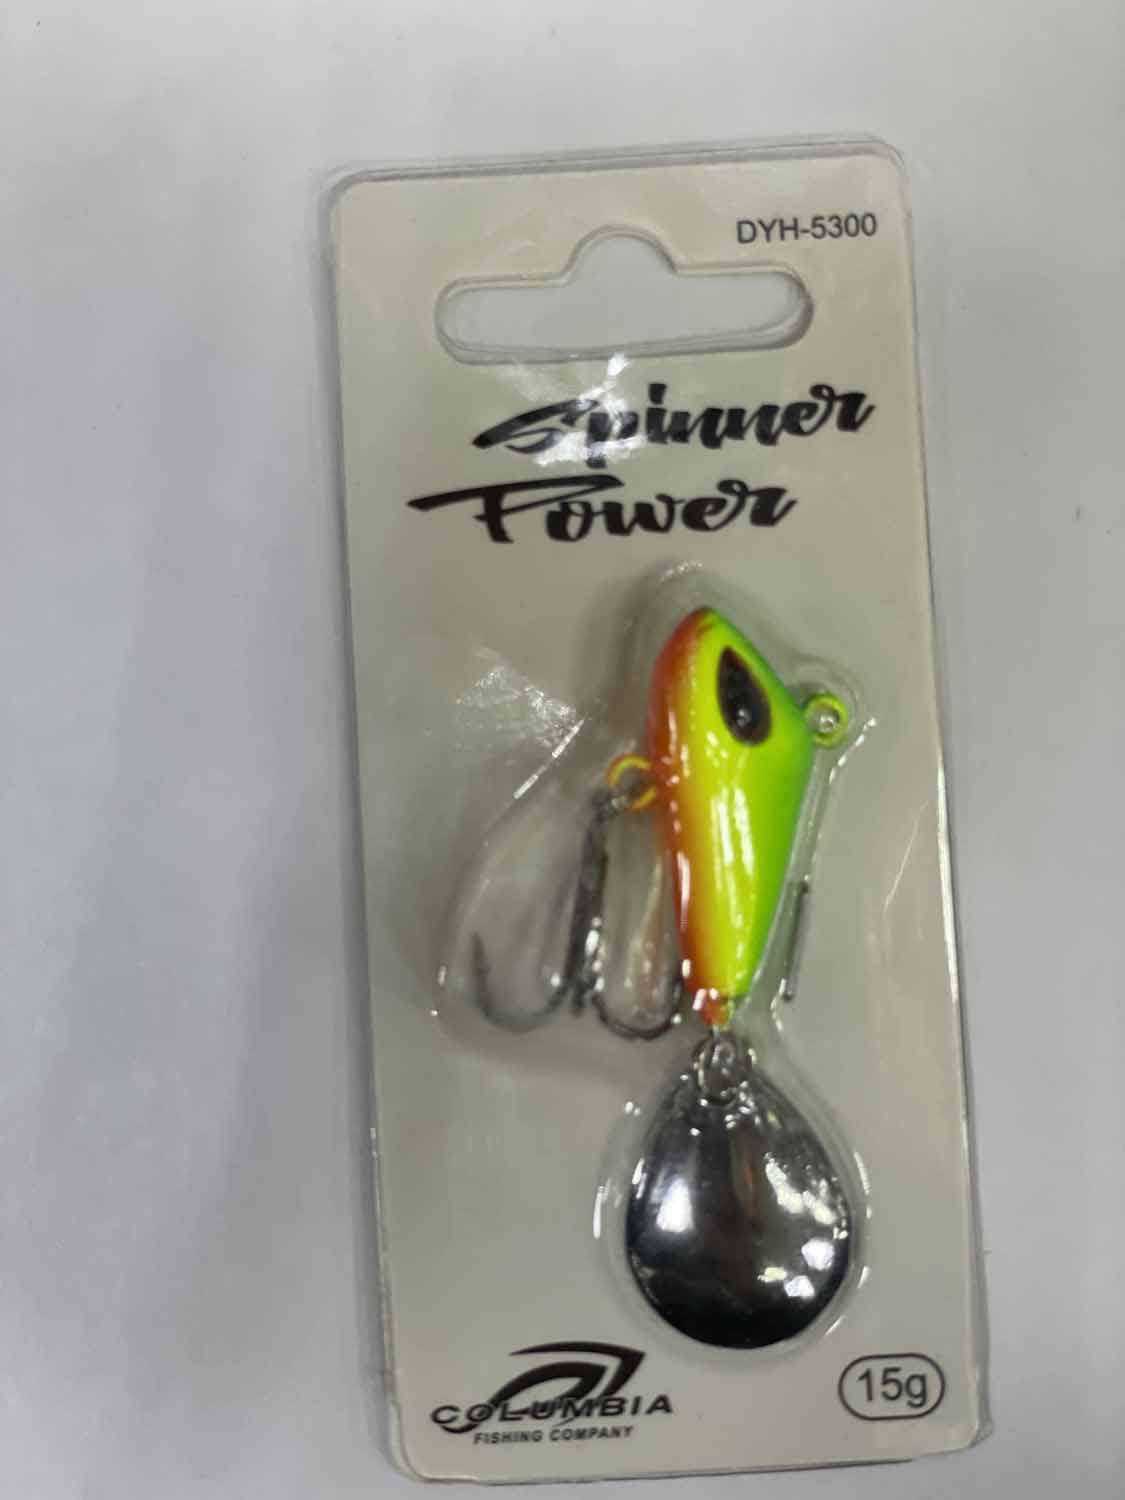 DYH-5300
Spinner
Power
COLUMBIA
FISHING COMPANY
15g